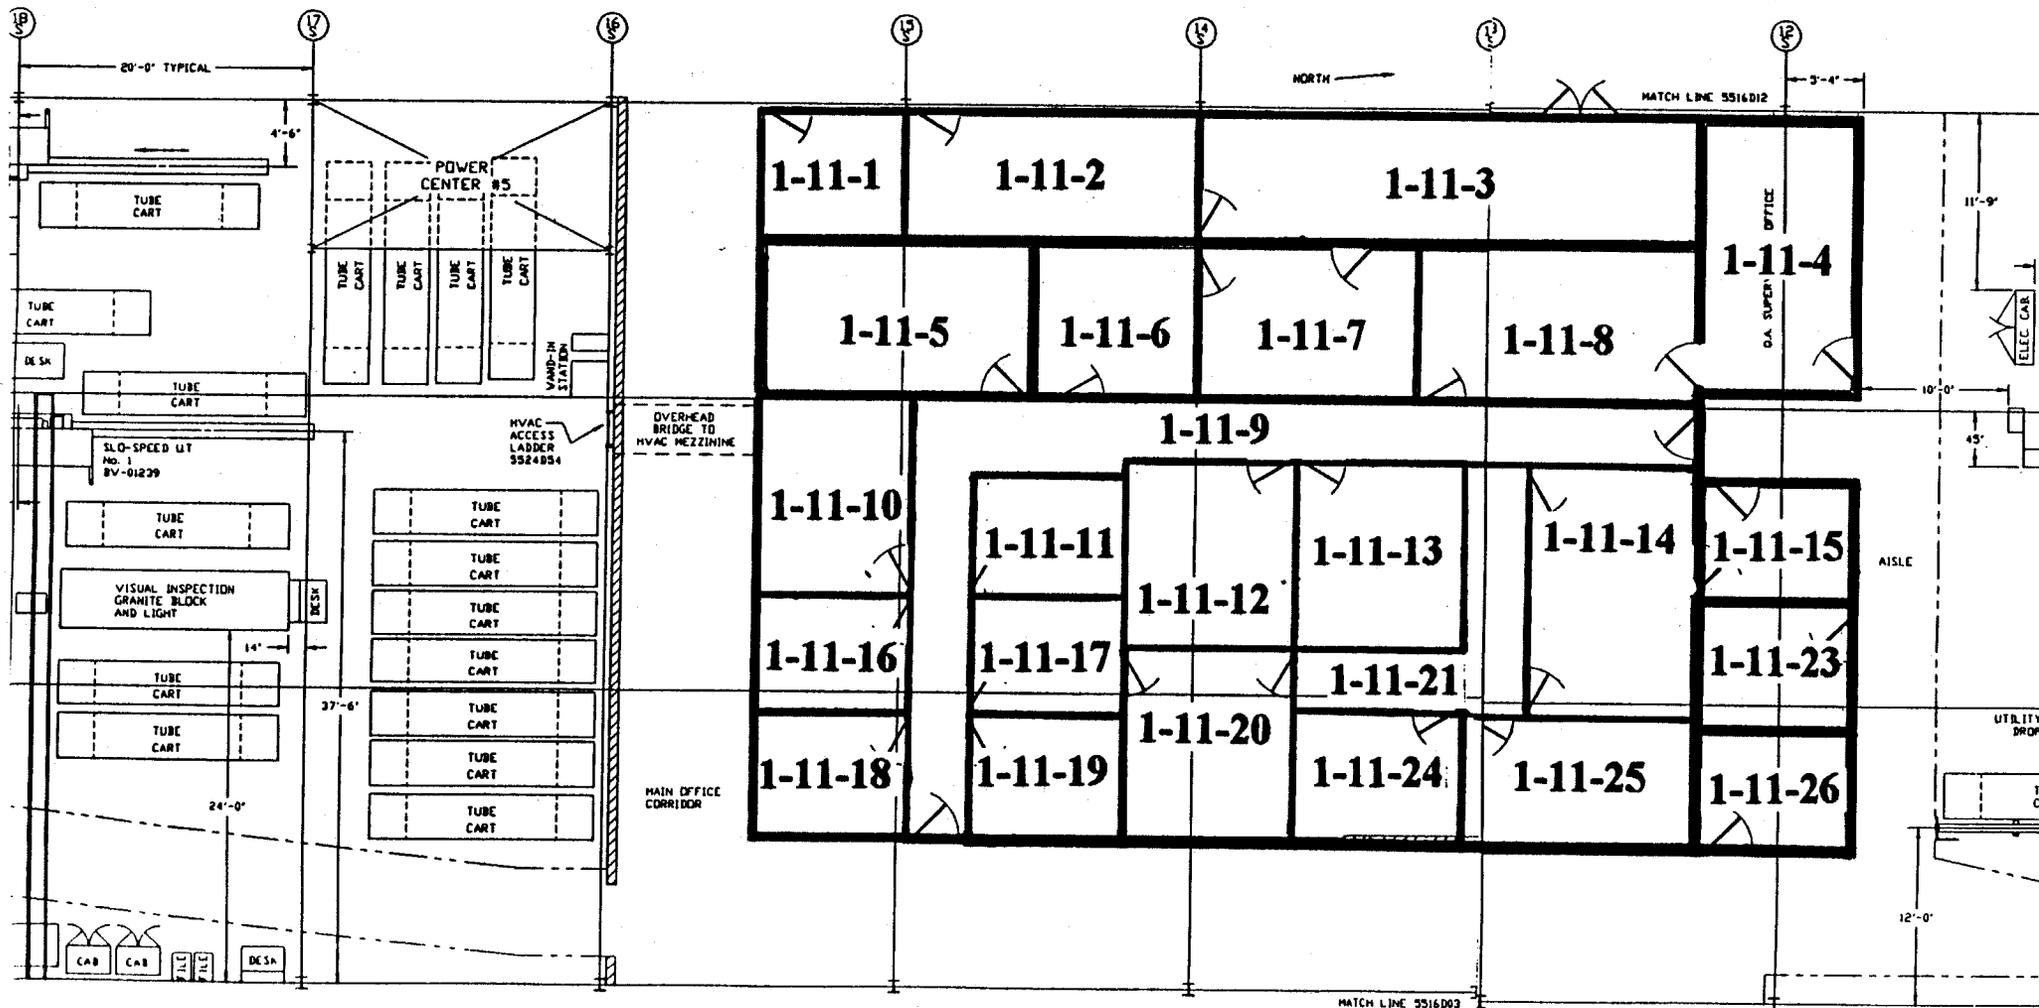 18
S
17
S
16
S
15
S
14
S
13
S
12
S
20'-0" TYPICAL
NORTH
5'-4"
MATCH LINE 5516D12
4'-6"
POWER
CENTER #5
TUBE
CART
1-11-1
1-11-2
1-11-3
1-11-4
OFFICE
11'-9"
TUBE
CART
TUBE
CART
TUBE
CART
TUBE
CART
TUBE
CART
1-11-5
1-11-6
1-11-7
1-11-8
ELEC. CAB
DESK
TUBE
CART
10'-0"
HVAC
ACCESS
LADDER
5524D54
OVERHEAD
BRIDGE TO
HVAC MEZZININE
1-11-9
45"
SLO-SPEED UT
No. 1
BV-01239
1-11-10
1-11-11
1-11-12
1-11-13
1-11-14
1-11-15
AISLE
TUBE
CART
TUBE
CART
TUBE
CART
VISUAL INSPECTION
GRANITE BLOCK
AND LIGHT
DESK
TUBE
CART
14"
TUBE
CART
TUBE
CART
37'-6"
TUBE
CART
TUBE
CART
TUBE
CART
TUBE
CART
1-11-16
1-11-17
1-11-21
1-11-23
1-11-18
1-11-19
1-11-20
1-11-24
1-11-25
1-11-26
UTILITY
24'-0"
MAIN OFFICE
CORRIDOR
12'-0"
CAB
CAB
FILE
FILE
DESK
MATCH LINE 5516D03